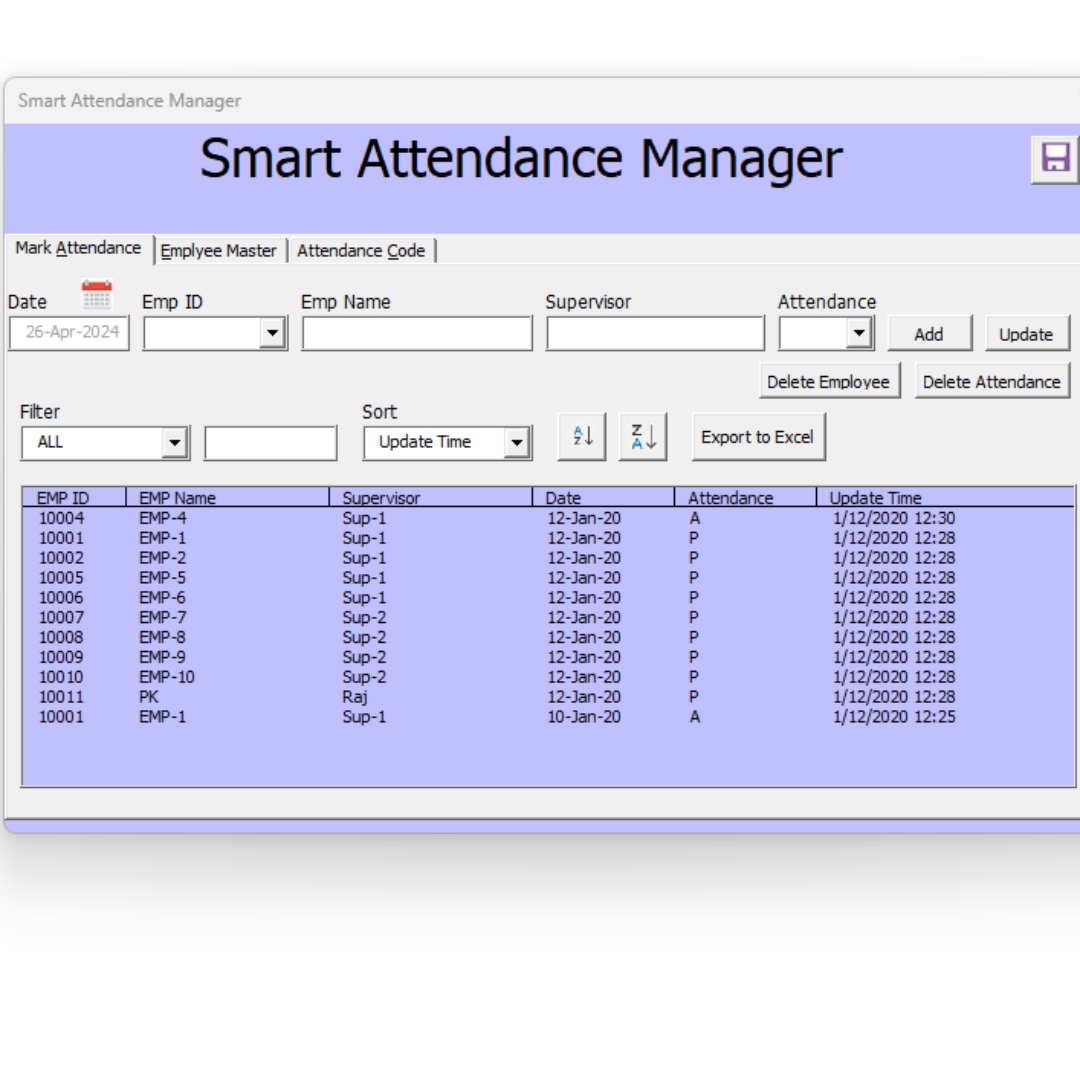 Smart Attendance Manager
Smart Attendance Manager
Mark Attendance Emplyee Master Attendance Code
Date Emp ID Emp Name Supervisor Attendance
26-Apr-2024 Add Update
Delete Employee Delete Attendance
Filter Sort
ALL Update Time A Z Z A Export to Excel
EMP ID EMP Name Supervisor Date Attendance Update Time
10004 EMP-4 Sup-1 12-Jan-20 A 1/12/2020 12:30
10001 EMP-1 Sup-1 12-Jan-20 P 1/12/2020 12:28
10002 EMP-2 Sup-1 12-Jan-20 P 1/12/2020 12:28
10005 EMP-5 Sup-1 12-Jan-20 P 1/12/2020 12:28
10006 EMP-6 Sup-1 12-Jan-20 P 1/12/2020 12:28
10007 EMP-7 Sup-2 12-Jan-20 P 1/12/2020 12:28
10008 EMP-8 Sup-2 12-Jan-20 P 1/12/2020 12:28
10009 EMP-9 Sup-2 12-Jan-20 P 1/12/2020 12:28
10010 EMP-10 Sup-2 12-Jan-20 P 1/12/2020 12:28
10011 PK Raj 12-Jan-20 P 1/12/2020 12:28
10001 EMP-1 Sup-1 10-Jan-20 A 1/12/2020 12:25